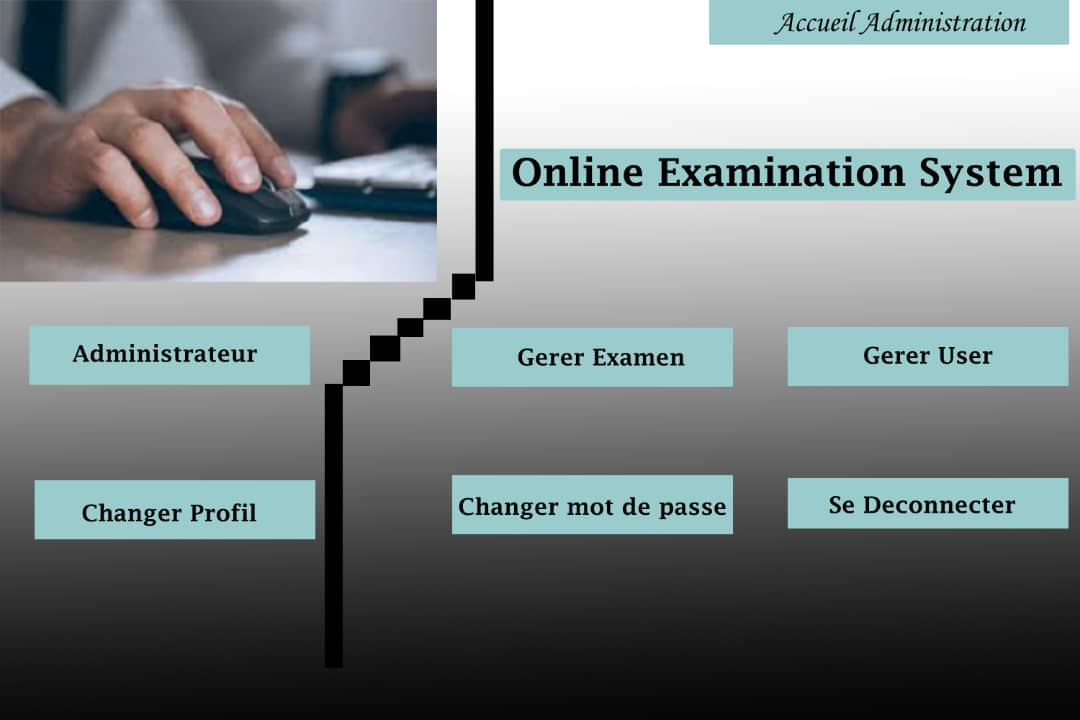 Accueil Administration
Online Examination System
Administrateur
Gerer Examen
Gerer User
Changer Profil
Changer mot de passe
Se Deconnecter